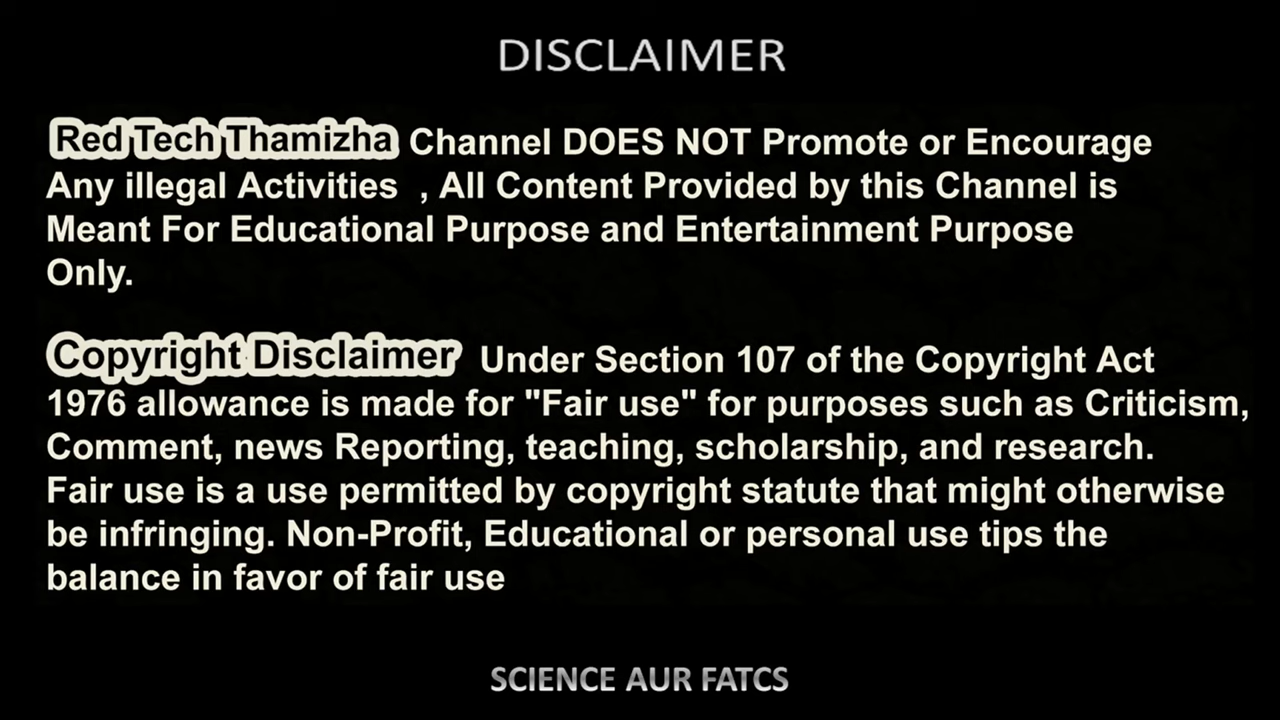 DISCLAIMER
Red Tech Thamizha Channel DOES NOT Promote or Encourage
Any illegal Activities , All Content Provided by this Channel is
Meant For Educational Purpose and Entertainment Purpose
Only.
Copyright Disclaimer Under Section 107 of the Copyright Act
1976 allowance is made for "Fair use" for purposes such as Criticism,
Comment, news Reporting, teaching, scholarship, and research.
Fair use is a use permitted by copyright statute that might otherwise
be infringing. Non-Profit, Educational or personal use tips the
balance in favor of fair use
SCIENCE AUR FATCS